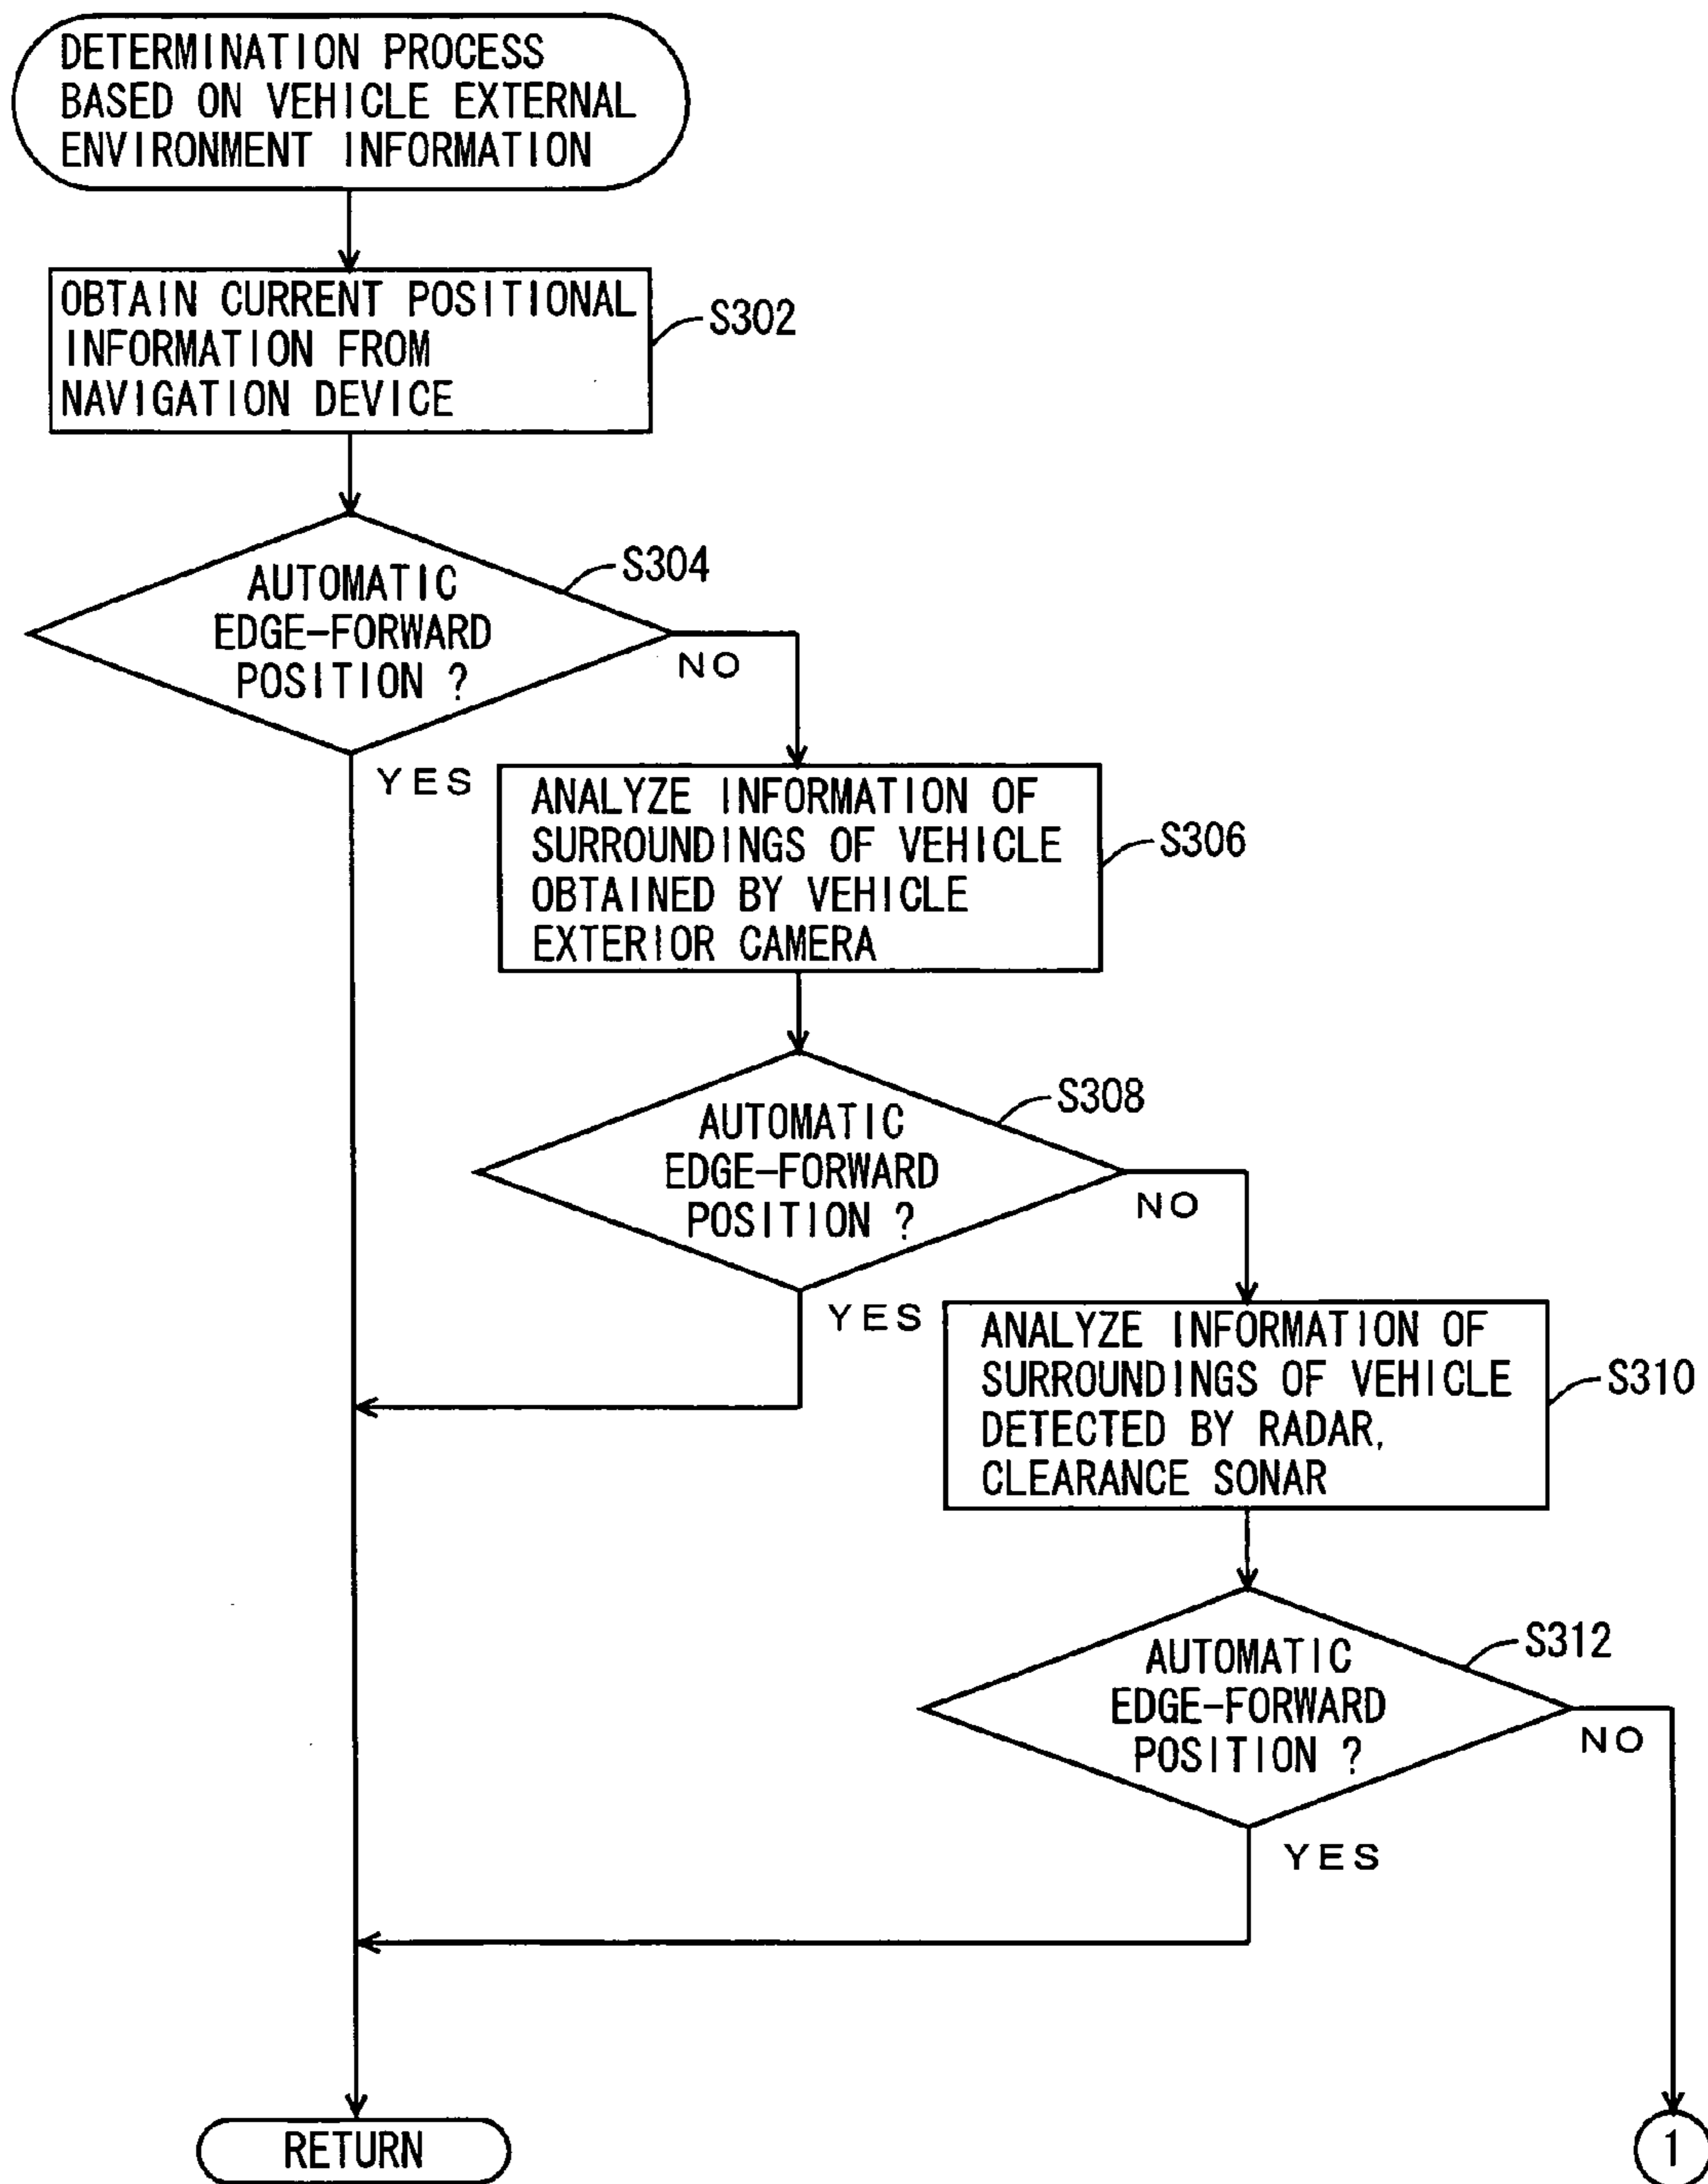 DETERMINATION PROCESS
BASED ON VEHICLE EXTERNAL
ENVIRONMENT INFORMATION
OBTAIN CURRENT POSITIONAL
INFORMATION FROM
NAVIGATION DEVICE
S302
AUTOMATIC
EDGE-FORWARD
POSITION ?
S304
NO
YES
ANALYZE INFORMATION OF
SURROUNDINGS OF VEHICLE
OBTAINED BY VEHICLE
EXTERIOR CAMERA
S306
AUTOMATIC
EDGE-FORWARD
POSITION ?
S308
NO
YES
ANALYZE INFORMATION OF
SURROUNDINGS OF VEHICLE
DETECTED BY RADAR,
CLEARANCE SONAR
S310
AUTOMATIC
EDGE-FORWARD
POSITION ?
S312
NO
YES
RETURN
1